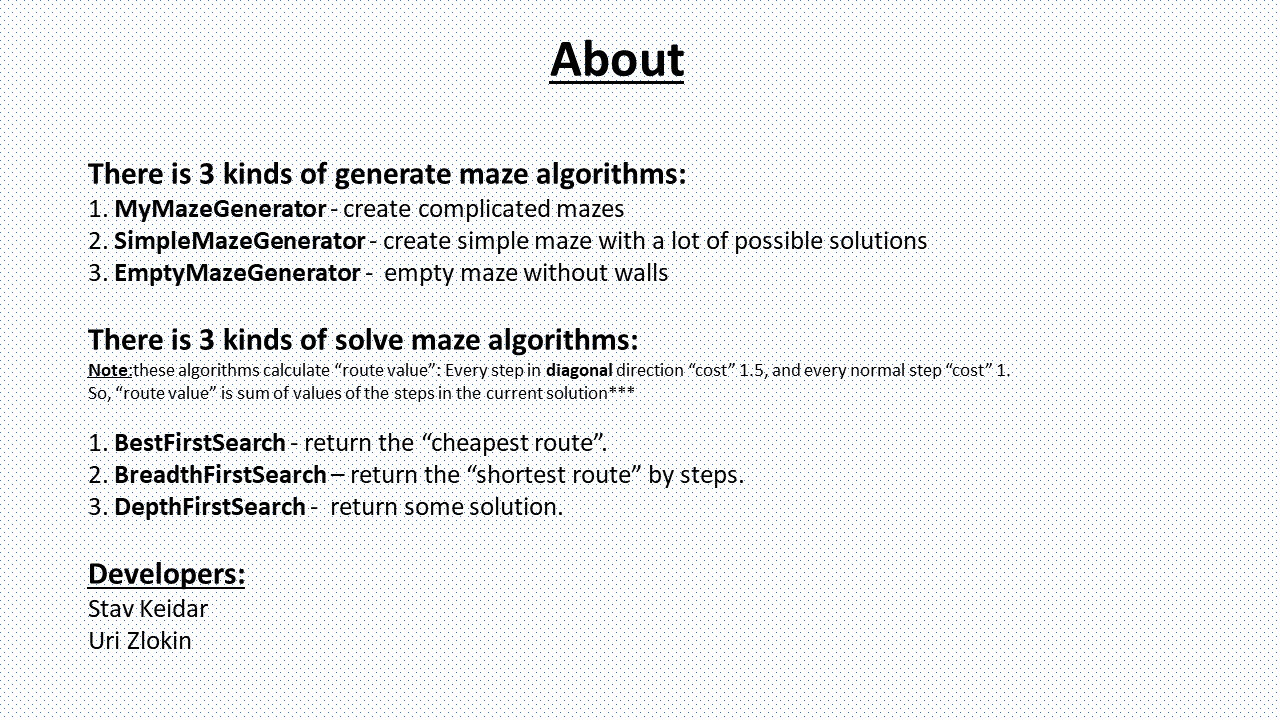 About
There is 3 kinds of generate maze algorithms:
1. MyMazeGenerator - create complicated mazes
2. SimpleMazeGenerator - create simple maze with a lot of possible solutions
3. EmptyMazeGenerator -  empty maze without walls
There is 3 kinds of solve maze algorithms:
Note:these algorithms calculate “route value”: Every step in diagonal direction “cost” 1.5, and every normal step “cost” 1.
So, “route value” is sum of values of the steps in the current solution***
1. BestFirstSearch - return the “cheapest route”.
2. BreadthFirstSearch – return the “shortest route” by steps.
3. DepthFirstSearch -  return some solution.
Developers:
Stav Keidar
Uri Zlokin